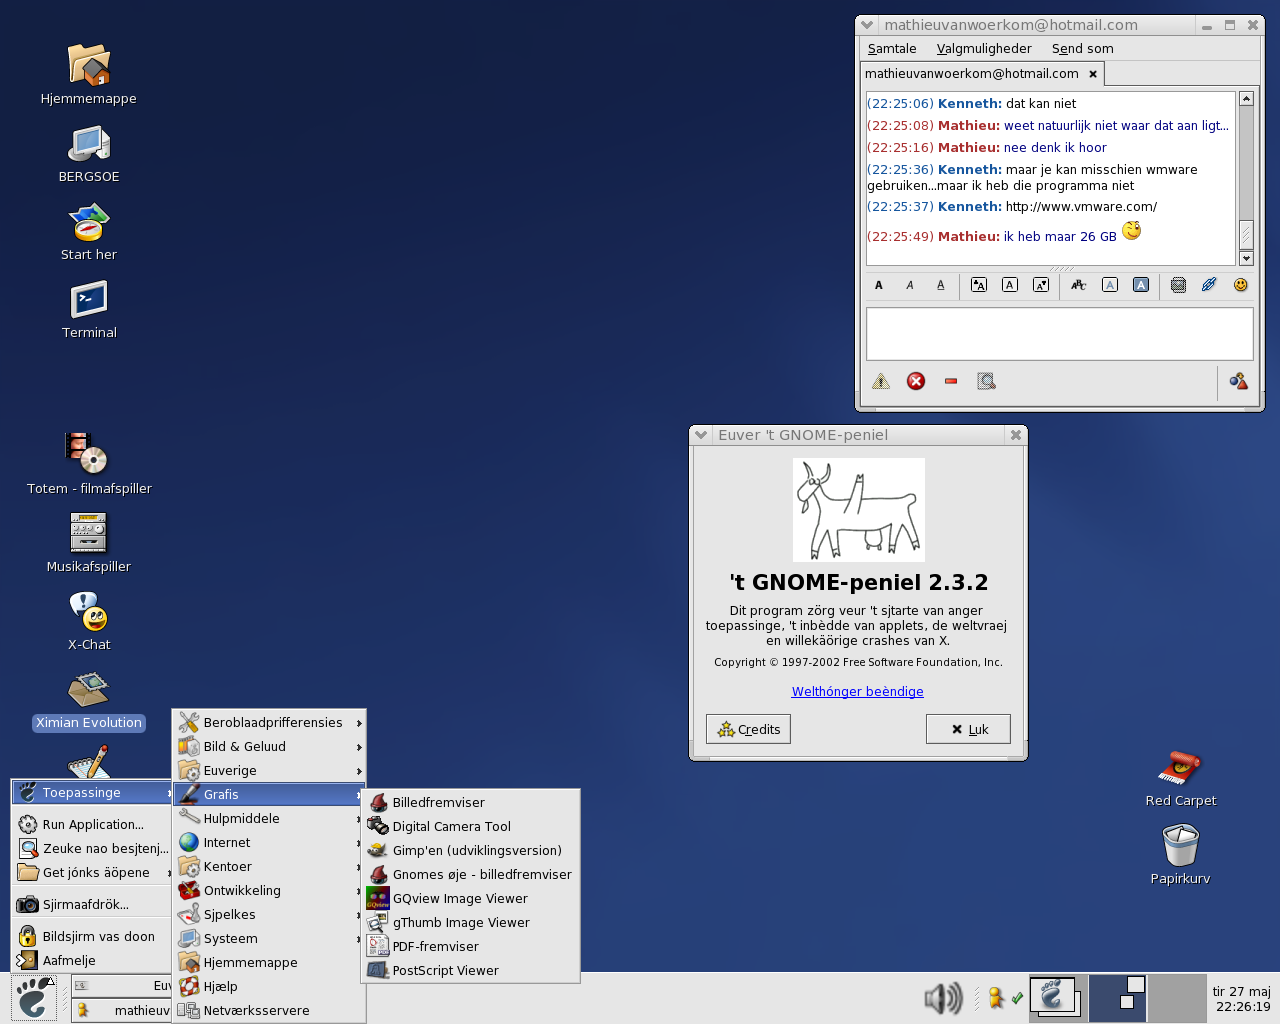 Hjemmemappe
BERGSOE
Start her
Terminal
Totem - filmafspiller
Musikafspiller
X-Chat
Ximian Evolution
mathieuvanwoerkom@hotmail.com
Samtale Valgmuligheder Send som
mathieuvanwoerkom@hotmail.com
(22:25:06) Kenneth: dat kan niet
(22:25:08) Mathieu: weet natuurlijk niet waar dat aan ligt...
(22:25:16) Mathieu: nee denk ik hoor
(22:25:36) Kenneth: maar je kan misschien wmware
gebruiken...maar ik heb die programma niet
(22:25:37) Kenneth: http://www.vmware.com/
(22:25:49) Mathieu: ik heb maar 26 GB
Euver 't GNOME-peniel
't GNOME-peniel 2.3.2
Dit program zörg veur 't sjtarte van anger
toepassinge, 't inbèdde van applets, de weltvraej
en willekäörige crashes van X.
Copyright © 1997-2002 Free Software Foundation, Inc.
Welthónger beèndige
Credits Luk
Red Carpet
Papirkurv
Toepassinge
Run Application...
Zeuke nao besjtenj...
Get jónks äöpene
Sjirmaafdrök...
Bildsjirm vas doon
Aafmelje
Beroblaadprifferensies
Bild & Geluud
Euverige
Grafis
Hulpmiddele
Internet
Kentoer
Ontwikkeling
Sjpelkes
Systeem
Hjemmemappe
Hjælp
Netværksservere
Billedfremviser
Digital Camera Tool
Gimp'en (udviklingsversion)
Gnomes øje - billedfremviser
GQview Image Viewer
gThumb Image Viewer
PDF-fremviser
PostScript Viewer
Euv
mathieuv
tir 27 maj
22:26:19